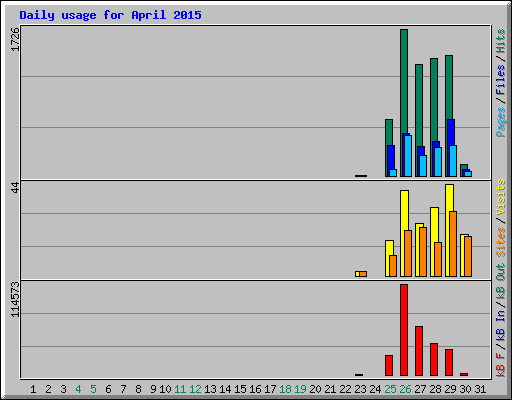 Daily usage for April 2015
1726
Pages / Files / Hits
44
Sites / Visits
114573
kB F / kB In / kB Out
1 2 3 4 5 6 7 8 9 10 11 12 13 14 15 16 17 18 19 20 21 22 23 24 25 26 27 28 29 30 31